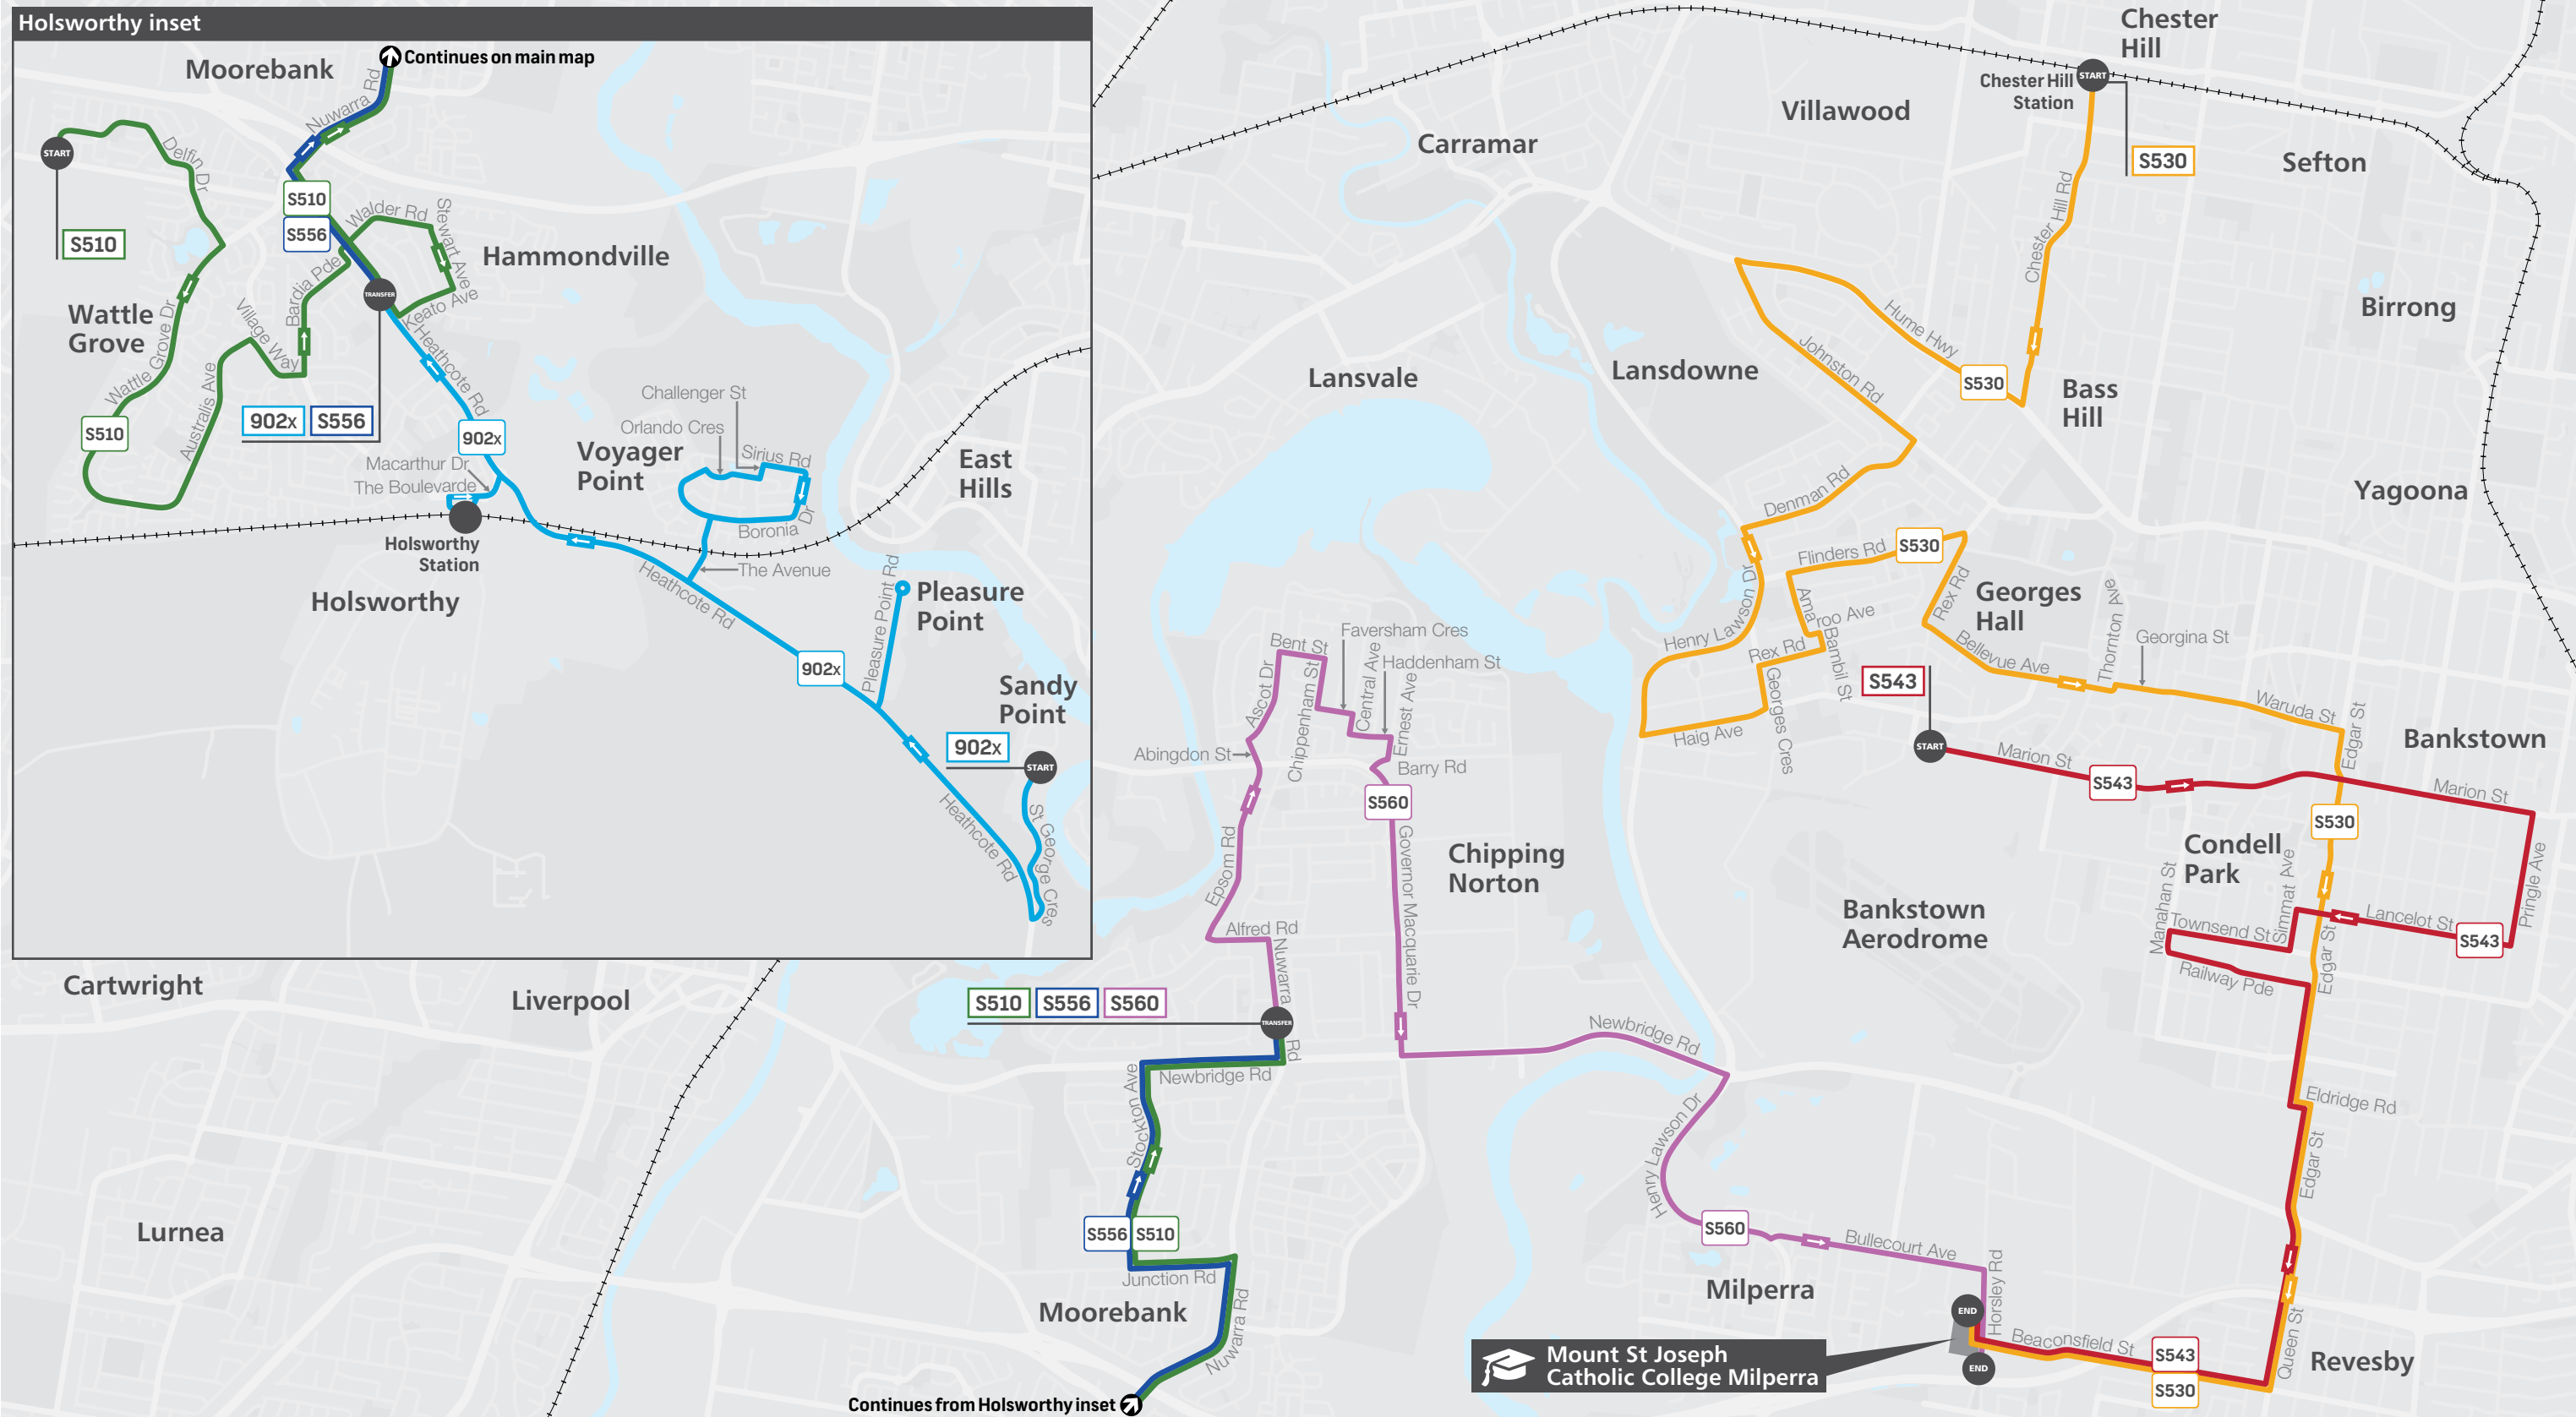 Holsworthy inset
Continues on main map
Moorebank
Nuwarra Rd
START
S510
Delfin Dr
S510
S556
Walder Rd
Stewart Ave
Hammondville
Bardia Pde
TRANSFER
Keato Ave
Wattle
Grove
Wattle Grove Dr
Village Way
Heathcote Rd
Australis Ave
S510
902x
S556
902x
Macarthur Dr
The Boulevarde
Holsworthy
Station
Holsworthy
Challenger St
Orlando Cres
Sirius Rd
Voyager
Point
Boronia
Dr
The Avenue
East
Hills
Heathcote Rd
Pleasure Point Rd
Pleasure
Point
902x
Sandy
Point
902x
START
Heathcote Rd
St George Cres
Chester
Hill
Chester Hill
Station
START
S530
Villawood
Carramar
Sefton
Chester Hill Rd
Birrong
Lansvale
Lansdowne
Hume Hwy
Johnston Rd
S530
Bass
Hill
Yagoona
Denman Rd
Flinders Rd
S530
Rex Rd
Georges
Hall
Henry Lawson Dr
Ama
roo Ave
Bambil St
Rex Rd
Georges Cres
Haig Ave
Bellevue Ave
Thornton Ave
Georgina St
Waruda St
Edgar St
Bankstown
S543
START
Marion St
S543
Marion St
S530
Condell
Park
Pringle Ave
Manahan St
Simmat Ave
Townsend St
Lancelot St
S543
Railway Pde
Edgar St
Bankstown
Aerodrome
Eldridge Rd
Edgar St
Bent St
Faversham Cres
Ascot Dr
Chippenham St
Central Ave
Haddenham St
Ernest Ave
Abingdon St
Barry Rd
S560
Epsom Rd
Governor Macquarie Dr
Chipping
Norton
Alfred Rd
Nuwarra
Rd
Cartwright
Liverpool
S510
S556
S560
TRANSFER
Newbridge Rd
Newbridge Rd
Stockton Ave
Henry Lawson Dr
Lurnea
S556
S510
Junction Rd
Moorebank
Nuwarra Rd
S560
Bullecourt Ave
Milperra
Horsley Rd
END
END
Beaconsfield St
S543
S530
Queen St
Revesby
Mount St Joseph
Catholic College Milperra
Continues from Holsworthy inset